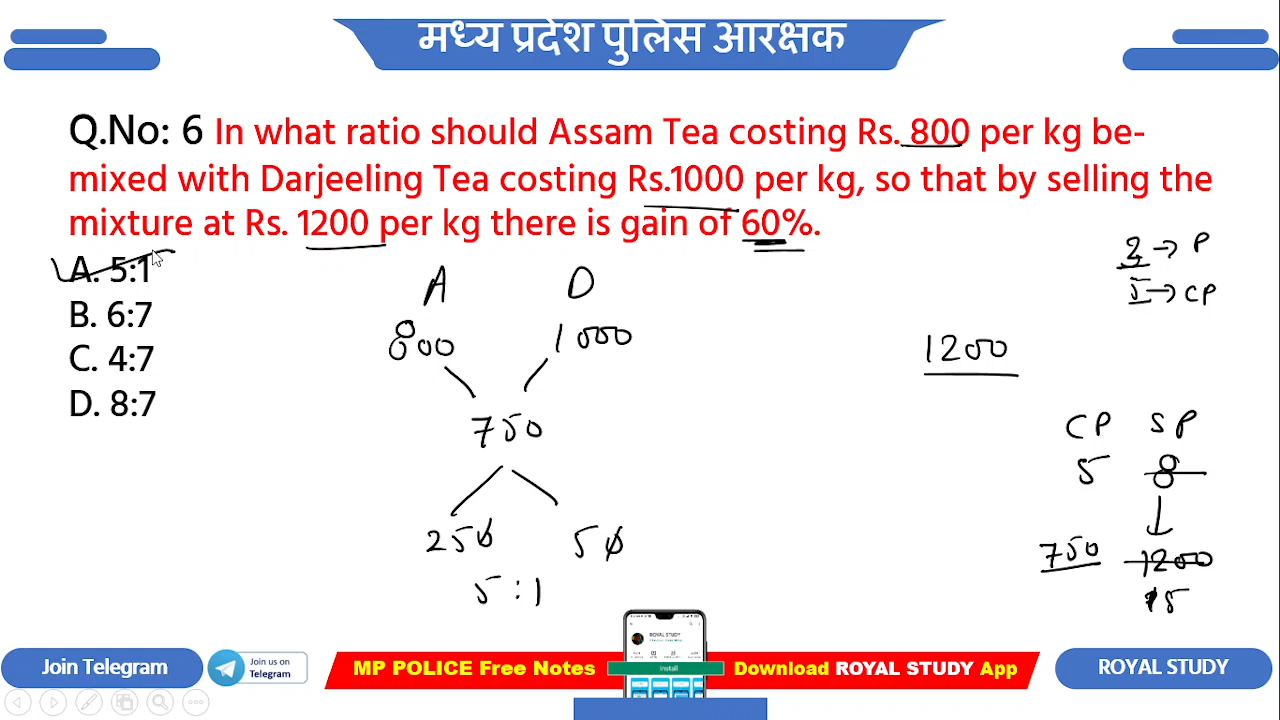 मध्य प्रदेश पुलिस आरक्षक
Q.No: 6 In what ratio should Assam Tea costing Rs. 800 per kg be-
mixed with Darjeeling Tea costing Rs.1000 per kg, so that by selling the
mixture at Rs. 1200 per kg there is gain of 60%.
A. 5:1
B. 6:7
C. 4:7
D. 8:7
A D
800 1000
750
250 50
5:1
3 → P
5 → CP
1200
CP SP
5 8
750 1200
15
Join Telegram
Join us on
Telegram
MP POLICE Free Notes
ROYAL STUDY
Install
Download ROYAL STUDY App
ROYAL STUDY